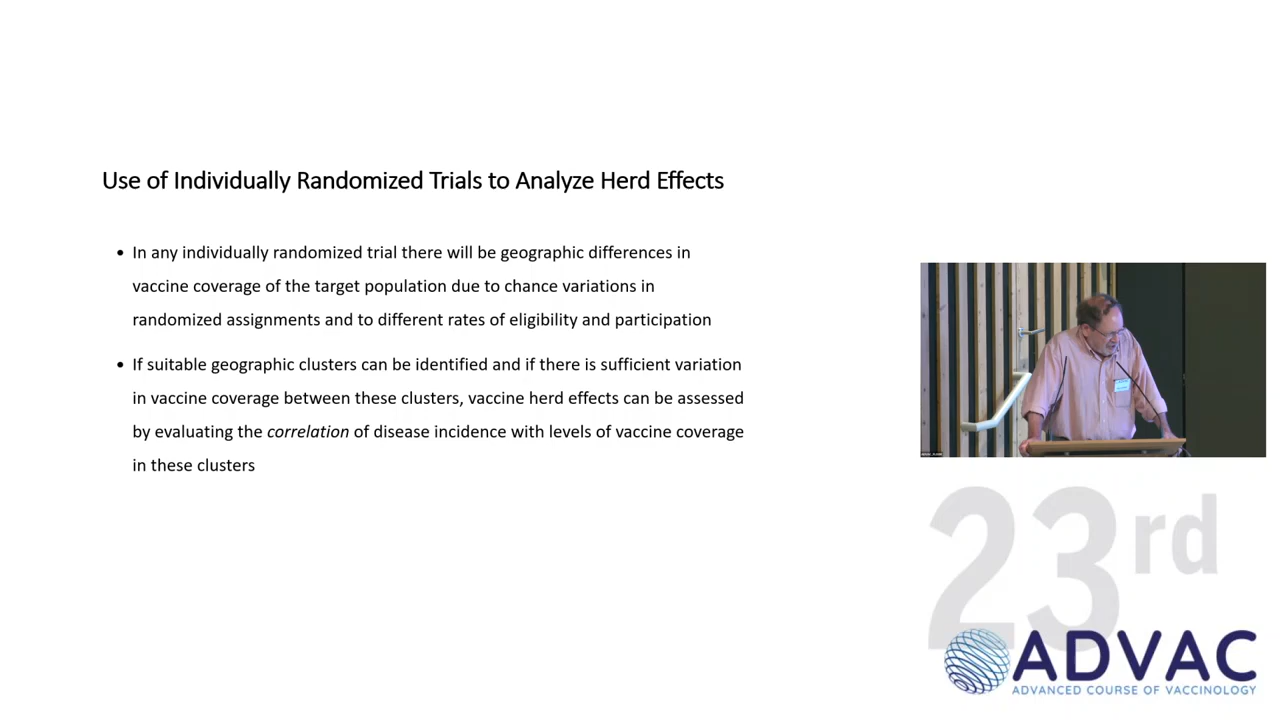 Use of Individually Randomized Trials to Analyze Herd Effects
• In any individually randomized trial there will be geographic differences in
vaccine coverage of the target population due to chance variations in
randomized assignments and to different rates of eligibility and participation
• If suitable geographic clusters can be identified and if there is sufficient variation
in vaccine coverage between these clusters, vaccine herd effects can be assessed
by evaluating the correlation of disease incidence with levels of vaccine coverage
in these clusters
23rd
ADVAC
ADVANCED COURSE OF VACCINOLOGY